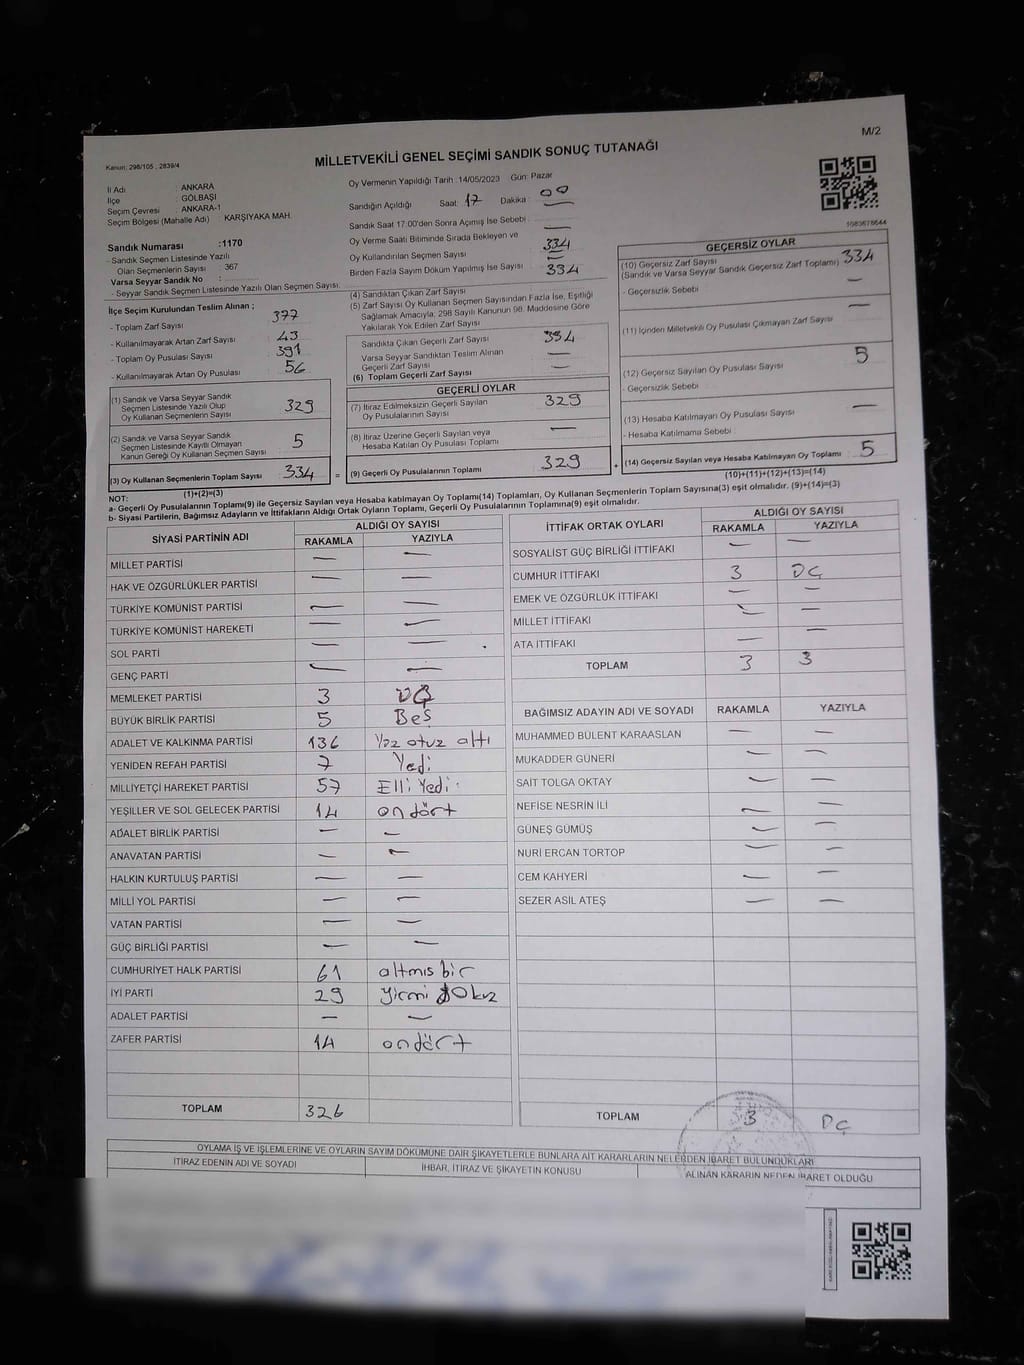 M/2
Kanun: 298/105 , 2839/4
MİLLETVEKİLİ GENEL SEÇİMİ SANDIK SONUÇ TUTANAĞI
İl Adı : ANKARA
İlçe : GÖLBAŞI
Seçim Çevresi : ANKARA-1
Seçim Bölgesi (Mahalle Adı) KARŞIYAKA MAH.
Sandık Numarası :1170
- Sandık Seçmen Listesinde Yazılı
Olan Seçmenlerin Sayısı : 367
Varsa Seyyar Sandık No :
- Seyyar Sandık Seçmen Listesinde Yazılı Olan Seçmen Sayısı:
Oy Vermenin Yapıldığı Tarih : 14/05/2023 Gün: Pazar
Sandığın Açıldığı Saat: 17 Dakika : 00
Sandık Saat 17:00'den Sonra Açımış İse Sebebi : —
Oy Verme Saati Bitiminde Sırada Bekleyen ve 334
Oy Kullandırılan Seçmen Sayısı —
Birden Fazla Sayım Döküm Yapılmış İse Sayısı 334
1683676644
İlçe Seçim Kurulundan Teslim Alınan ;
- Toplam Zarf Sayısı 377
- Kullanılmayarak Artan Zarf Sayısı 43
- Toplam Oy Pusulası Sayısı 391
- Kullanılmayarak Artan Oy Pusulası 56
(1) Sandık ve Varsa Seyyar Sandık
Seçmen Listesinde Yazılı Olup
Oy Kullanan Seçmenlerin Sayısı 329
(2) Sandık ve Varsa Seyyar Sandık
Seçmen Listesinde Kayıtlı Olmayan
Kanun Gereği Oy Kullanan Seçmen Sayısı 5
(3) Oy Kullanan Seçmenlerin Toplam Sayısı 334 =
(1)+(2)=(3)
(4) Sandıktan Çıkan Zarf Sayısı
(5) Zarf Sayısı Oy Kullanan Seçmen Sayısından Fazla İse, Eşitliği
Sağlamak Amacıyla, 298 Sayılı Kanunun 98. Maddesine Göre
Yakılarak Yok Edilen Zarf Sayısı
Sandıkta Çıkan Geçerli Zarf Sayısı 334
Varsa Seyyar Sandıktan Teslim Alınan —
Geçerli Zarf Sayısı
(6) Toplam Geçerli Zarf Sayısı —
GEÇERLİ OYLAR
(7) İtiraz Edilmeksizin Geçerli Sayılan
Oy Pusulalarının Sayısı 329
(8) İtiraz Üzerine Geçerli Sayılan veya —
Hesaba Katılan Oy Pusulası Toplamı
(9) Geçerli Oy Pusulalarının Toplamı 329 +
GEÇERSİZ OYLAR
(10) Geçersiz Zarf Sayısı 334
(Sandık ve Varsa Seyyar Sandık Geçersiz Zarf Toplamı)
- Geçersizlik Sebebi : —
(11) İçinden Milletvekili Oy Pusulası Çıkmayan Zarf Sayısı —
(12) Geçersiz Sayılan Oy Pusulası Sayısı 5
- Geçersizlik Sebebi :
(13) Hesaba Katılmayan Oy Pusulası Sayısı —
- Hesaba Katılmama Sebebi :
(14) Geçersiz Sayılan veya Hesaba Katılmayan Oy Toplamı 5
(10)+(11)+(12)+(13)=(14)
NOT:
a- Geçerli Oy Pusulalarının Toplamı(9) ile Geçersiz Sayılan veya Hesaba katılmayan Oy Toplamı(14) Toplamları, Oy Kullanan Seçmenlerin Toplam Sayısına(3) eşit olmalıdır. (9)+(14)=(3)
b- Siyasi Partilerin, Bağımsız Adayların ve İttifakların Aldığı Ortak Oyların Toplamı, Geçerli Oy Pusulalarının Toplamına(9) eşit olmalıdır.
SİYASİ PARTİNİN ADI ALDIĞI OY SAYISI
RAKAMLA YAZIYLA
MİLLET PARTİSİ — —
HAK VE ÖZGÜRLÜKLER PARTİSİ — —
TÜRKİYE KOMÜNİST PARTİSİ — —
TÜRKİYE KOMÜNİST HAREKETİ — —
SOL PARTİ — —
GENÇ PARTİ — —
MEMLEKET PARTİSİ 3 ÜÇ
BÜYÜK BİRLİK PARTİSİ 5 Beş
ADALET VE KALKINMA PARTİSİ 136 Yüz otuz altı
YENİDEN REFAH PARTİSİ 7 Yedi
MİLLİYETÇİ HAREKET PARTİSİ 57 Elli Yedi
YEŞİLLER VE SOL GELECEK PARTİSİ 14 on dört
ADALET BİRLİK PARTİSİ — —
ANAVATAN PARTİSİ — —
HALKIN KURTULUŞ PARTİSİ — —
MİLLİ YOL PARTİSİ — —
VATAN PARTİSİ — —
GÜÇ BİRLİĞİ PARTİSİ — —
CUMHURİYET HALK PARTİSİ 61 altmış bir
İYİ PARTİ 29 yirmi dokuz
ADALET PARTİSİ — —
ZAFER PARTİSİ 14 on dört
TOPLAM 326
İTTİFAK ORTAK OYLARI ALDIĞI OY SAYISI
RAKAMLA YAZIYLA
SOSYALİST GÜÇ BİRLİĞİ İTTİFAKI — —
CUMHUR İTTİFAKI 3 ÜÇ
EMEK VE ÖZGÜRLÜK İTTİFAKI — —
MİLLET İTTİFAKI — —
ATA İTTİFAKI — —
TOPLAM 3 3
BAĞIMSIZ ADAYIN ADI VE SOYADI RAKAMLA YAZIYLA
MUHAMMED BÜLENT KARAASLAN — —
MUKADDER GÜNERİ — —
SAİT TOLGA OKTAY — —
NEFİSE NESRİN İLİ — —
GÜNEŞ GÜMÜŞ — —
NURİ ERCAN TORTOP — —
CEM KAHYERİ — —
SEZER ASİL ATEŞ — —
TOPLAM 3 ÜÇ
OYLAMA İŞ VE İŞLEMLERİNE VE OYLARIN SAYIM DÖKÜMÜNE DAİR ŞİKAYETLERLE BUNLARA AİT KARARLARIN NELERDEN İBARET BULUNDUKLARI
İTİRAZ EDENİN ADI VE SOYADI İHBAR, İTİRAZ VE ŞİKAYETİN KONUSU ALINAN KARARIN NEDEN İBARET OLDUĞU